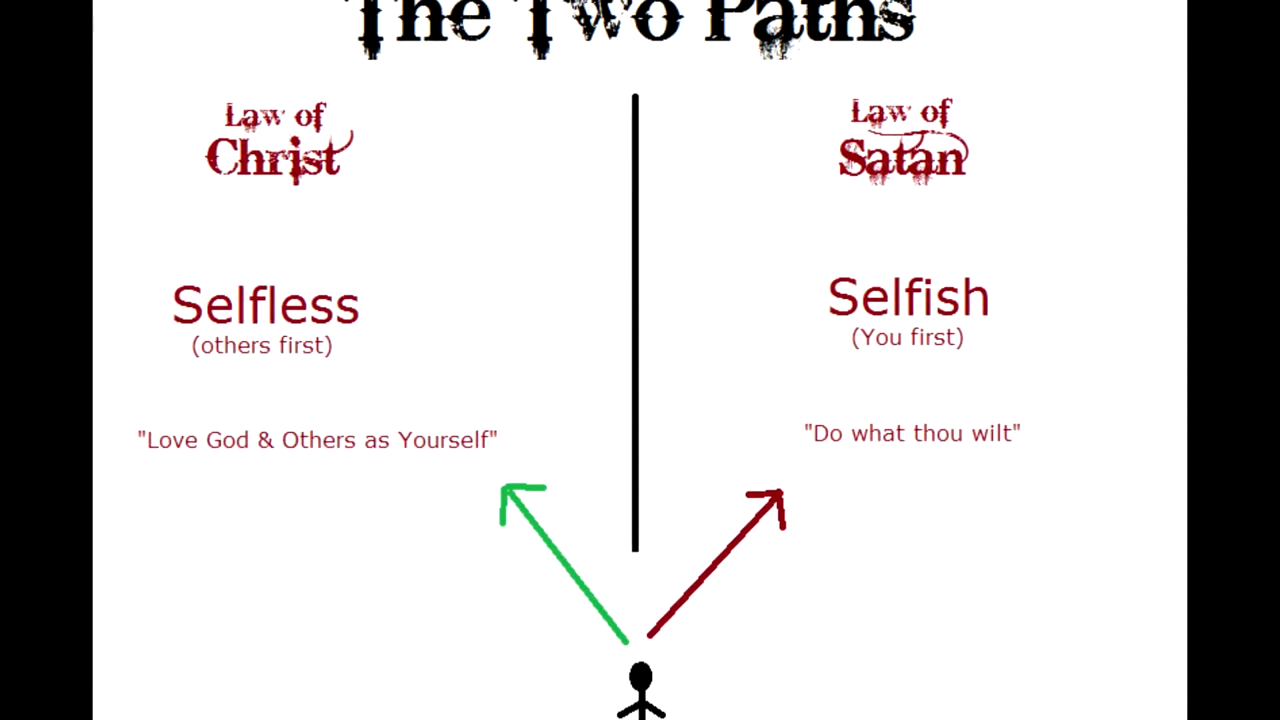 The Two Paths
Law of
Christ
Selfless
(others first)
"Love God & Others as Yourself"
Law of
Satan
Selfish
(You first)
"Do what thou wilt"